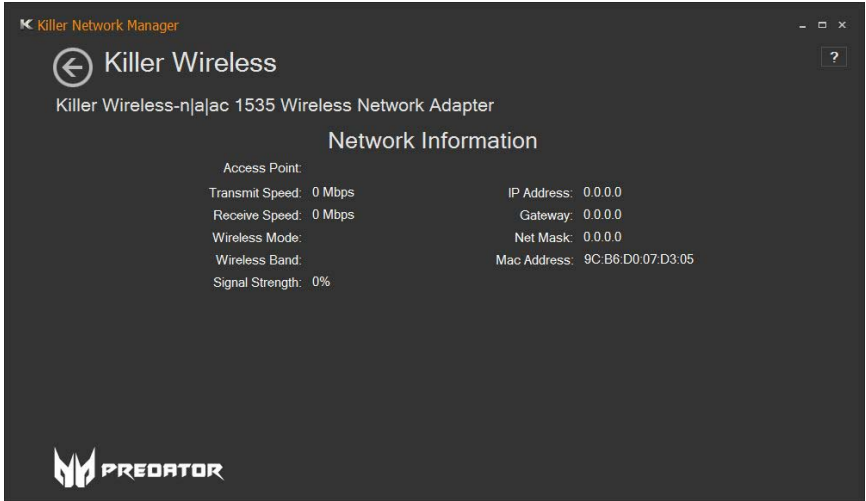 Killer Network Manager
?
Killer Wireless
Killer Wireless-n|a|ac 1535 Wireless Network Adapter
Network Information
Access Point:
Transmit Speed: 0 Mbps
Receive Speed: 0 Mbps
Wireless Mode:
Wireless Band:
Signal Strength: 0%
IP Address: 0.0.0.0
Gateway: 0.0.0.0
Net Mask: 0.0.0.0
Mac Address: 9C:B6:D0:07:D3:05
PREDATOR